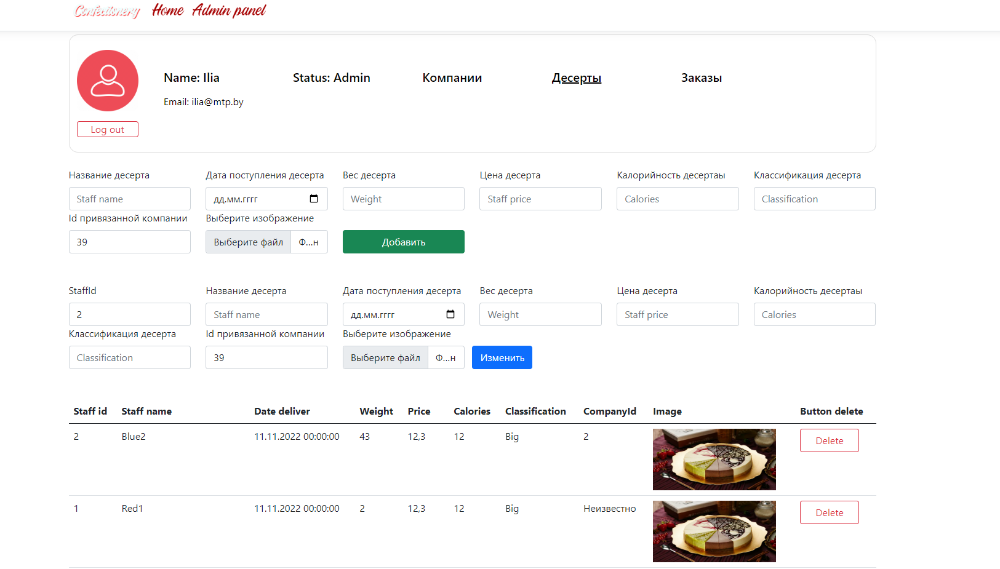 Confectionery Home Admin panel
Name: Ilia Status: Admin Компании Десерты Заказы
Email: ilia@mtp.by
Log out
Название десерта Дата поступления десерта Вес десерта Цена десерта Калорийность десертаы Классификация десерта
Staff name дд.мм.гггг Weight Staff price Calories Classification
Id привязанной компании Выберите изображение
39 Выберите файл Ф...н Добавить
StaffId Название десерта Дата поступления десерта Вес десерта Цена десерта Калорийность десертаы
2 Staff name дд.мм.гггг Weight Staff price Calories
Классификация десерта Id привязанной компании Выберите изображение
Classification 39 Выберите файл Ф...н Изменить
Staff id Staff name Date deliver Weight Price Calories Classification CompanyId Image Button delete
2 Blue2 11.11.2022 00:00:00 43 12,3 12 Big 2 Delete
1 Red1 11.11.2022 00:00:00 2 12,3 12 Big Неизвестно Delete